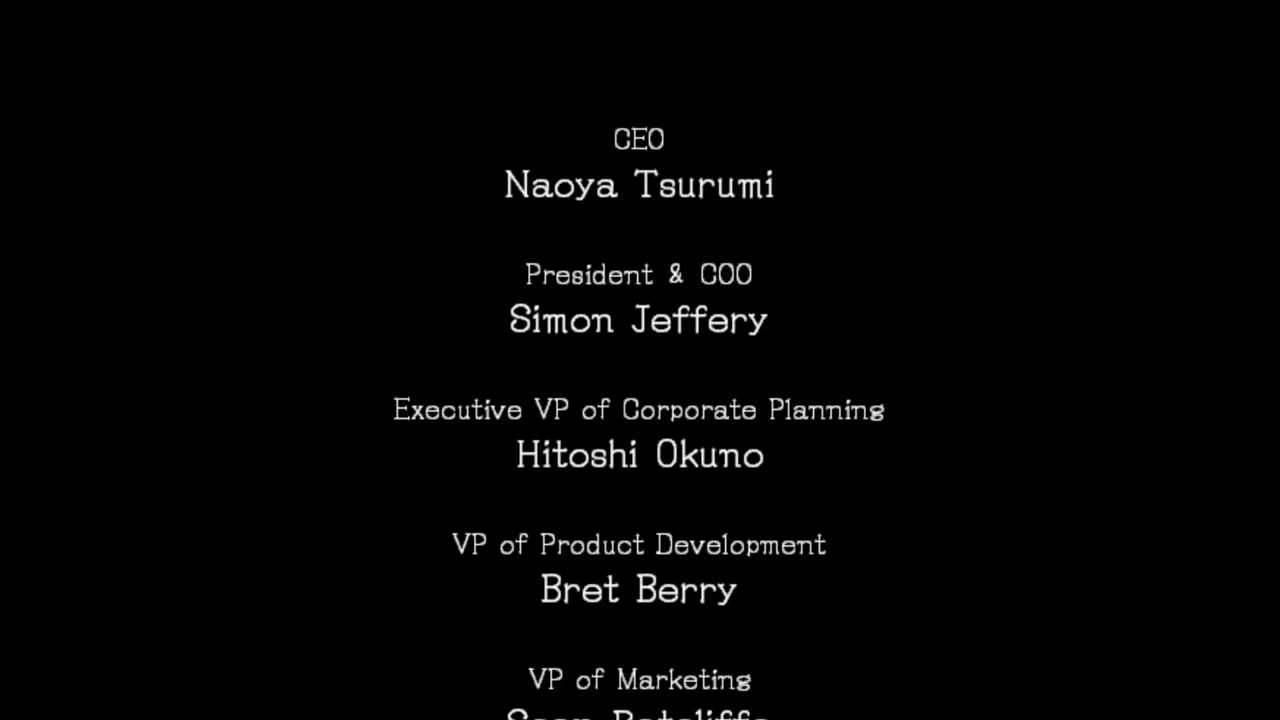 CEO
Naoya Tsurumi
President & COO
Simon Jeffery
Executive VP of Corporate Planning
Hitoshi Okuno
VP of Product Development
Bret Berry
VP of Marketing